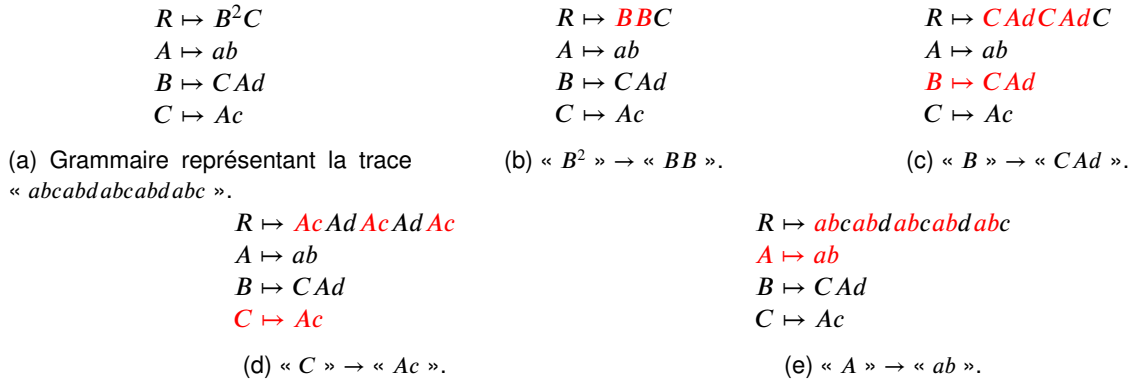 R ↦ B²C
A ↦ ab
B ↦ CAd
C ↦ Ac
(a) Grammaire représentant la trace
« abcabdabcabdabc ».
R ↦ BBC
A ↦ ab
B ↦ CAd
C ↦ Ac
(b) « B² » → « BB ».
R ↦ CAdCAdC
A ↦ ab
B ↦ CAd
C ↦ Ac
(c) « B » → « CAd ».
R ↦ AcAdAcAdAc
A ↦ ab
B ↦ CAd
C ↦ Ac
(d) « C » → « Ac ».
R ↦ abcabdabcabdabc
A ↦ ab
B ↦ CAd
C ↦ Ac
(e) « A » → « ab ».